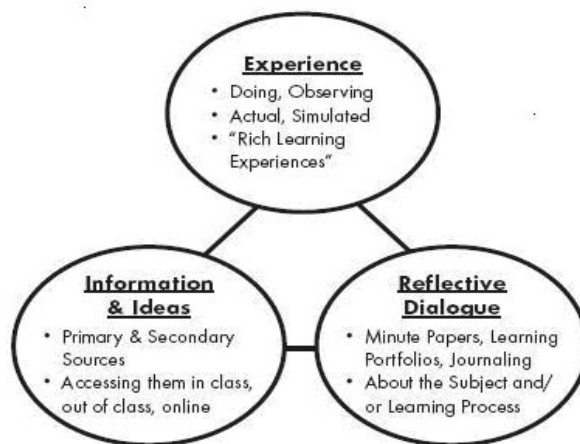 Experience
• Doing, Observing
• Actual, Simulated
• "Rich Learning
Experiences"
Information
& Ideas
• Primary & Secondary
Sources
• Accessing them in class,
out of class, online
Reflective
Dialogue
• Minute Papers, Learning
Portfolios, Journaling
• About the Subject and/
or Learning Process